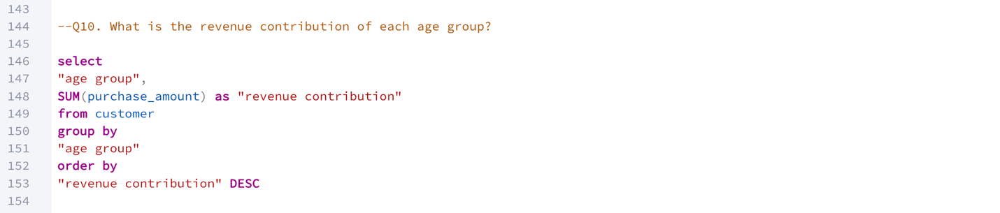 143
144 --Q10. What is the revenue contribution of each age group?
145
146 select
147 "age group",
148 SUM(purchase_amount) as "revenue contribution"
149 from customer
150 group by
151 "age group"
152 order by
153 "revenue contribution" DESC
154